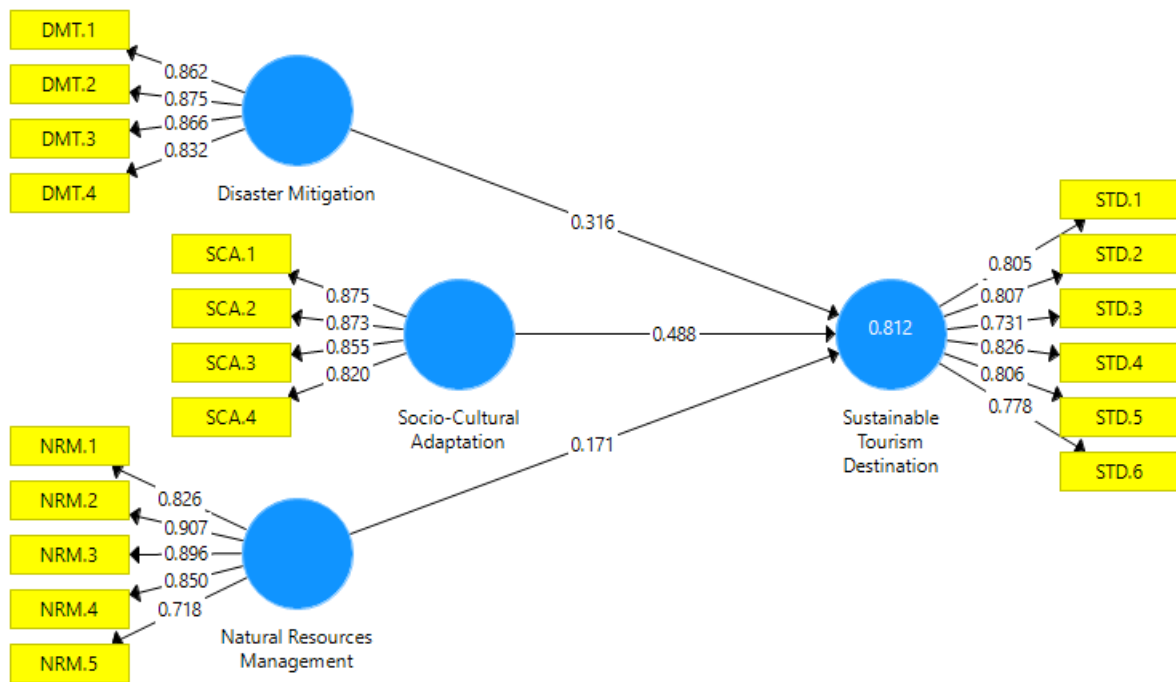 DMT.1
DMT.2
DMT.3
DMT.4
0.862
0.875
0.866
0.832
Disaster Mitigation
0.316
SCA.1
SCA.2
SCA.3
SCA.4
0.875
0.873
0.855
0.820
Socio-Cultural
Adaptation
0.488
NRM.1
NRM.2
NRM.3
NRM.4
NRM.5
0.826
0.907
0.896
0.850
0.718
Natural Resources
Management
0.171
0.812
Sustainable
Tourism
Destination
0.805
0.807
0.731
0.826
0.806
0.778
STD.1
STD.2
STD.3
STD.4
STD.5
STD.6